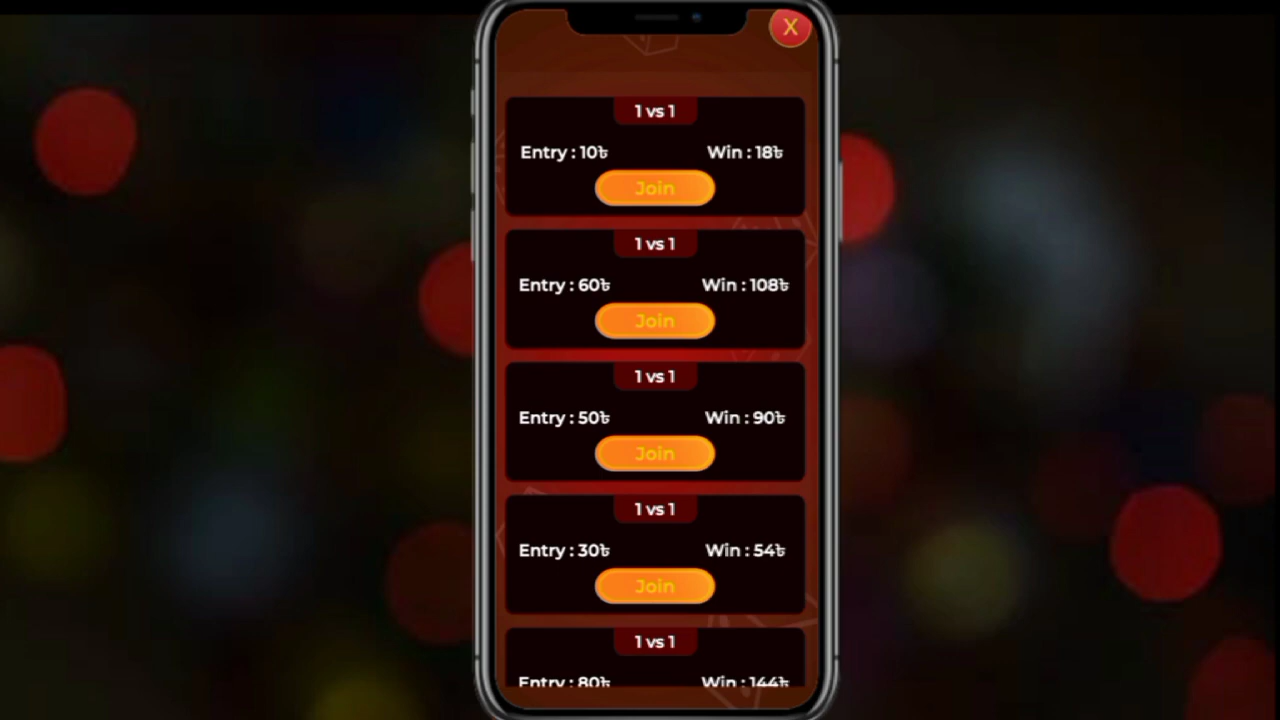 X
1 vs 1
Entry : 10৳ Win : 18৳
Join
1 vs 1
Entry : 60৳ Win : 108৳
Join
1 vs 1
Entry : 50৳ Win : 90৳
Join
1 vs 1
Entry : 30৳ Win : 54৳
Join
1 vs 1
Entry : 80৳ Win : 144৳